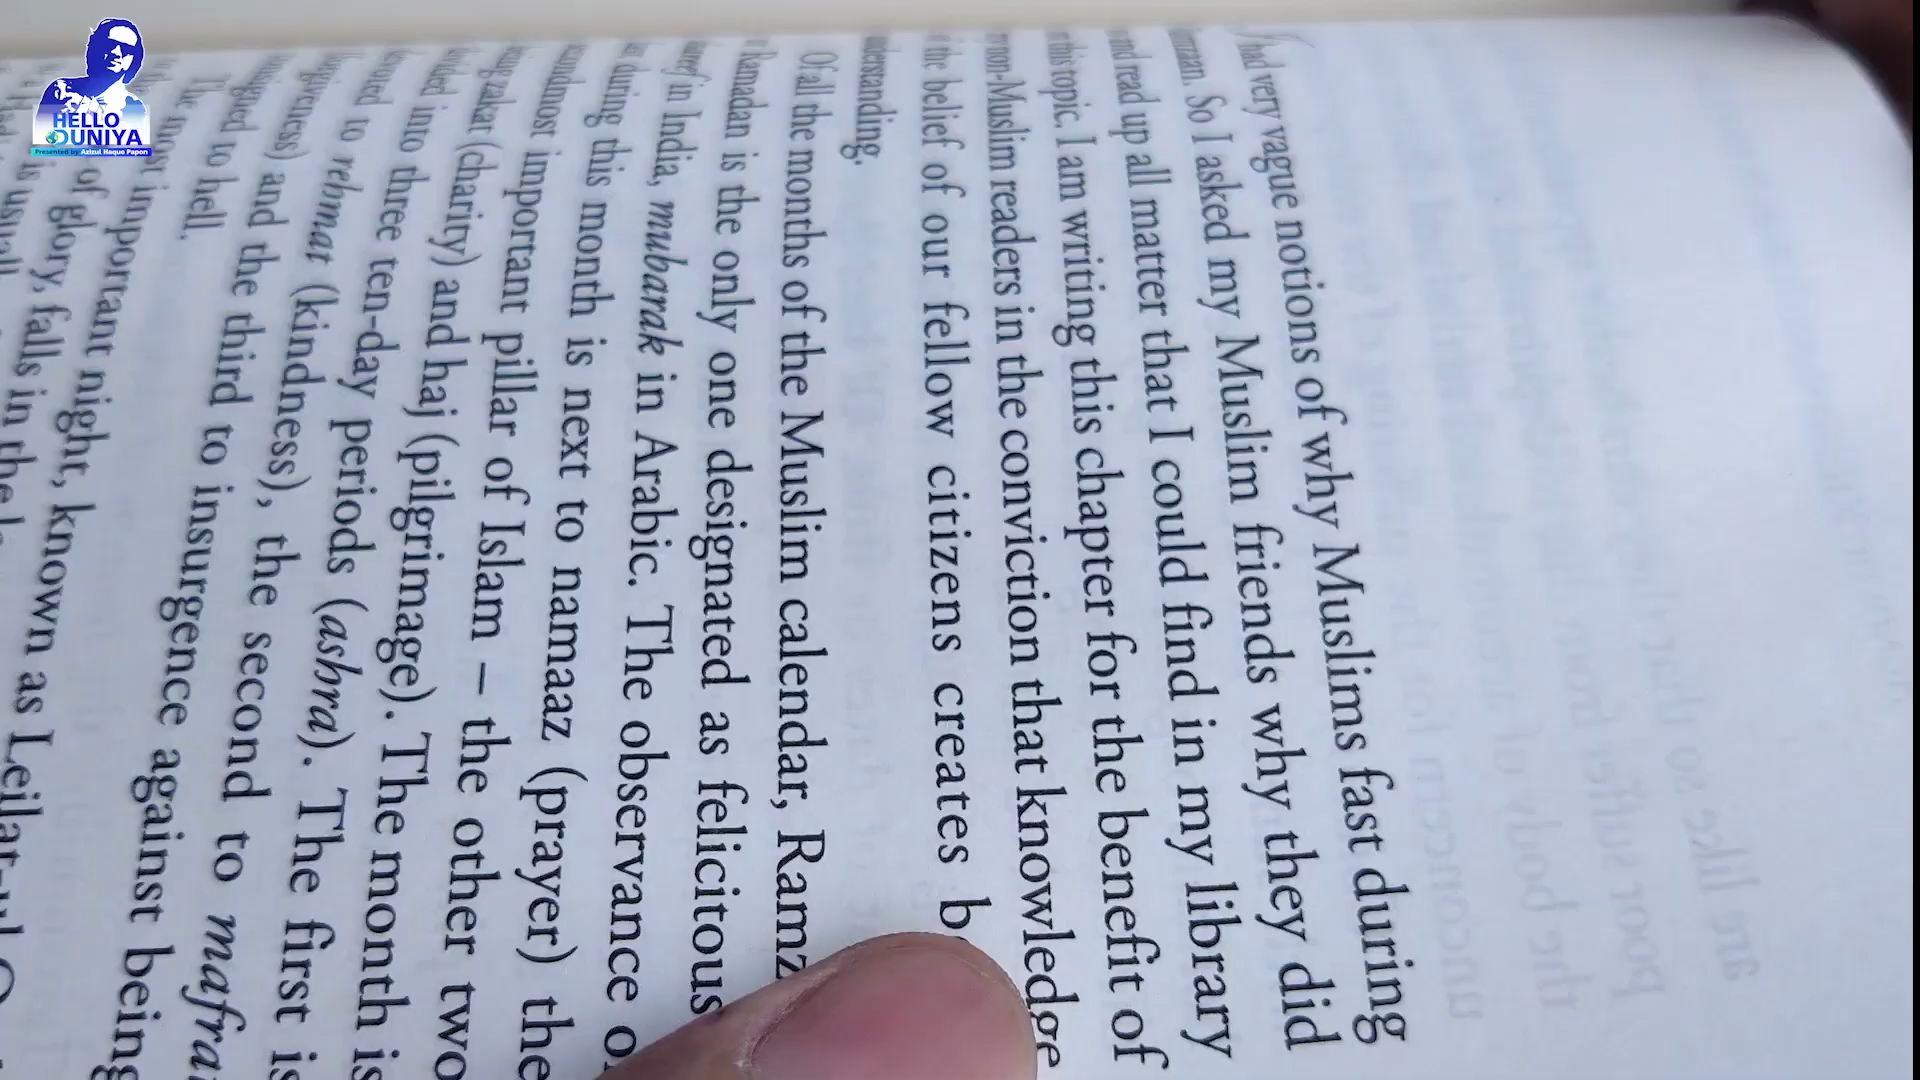 HELLO
DUNIYA
Presented by Azizul Haque Papon
had very vague notions of why Muslims fast during
So I asked my Muslim friends why they did
and read up all matter that I could find in my library
this topic. I am writing this chapter for the benefit of
non-Muslim readers in the conviction that knowledge
the belief of our fellow citizens creates
understanding.
Of all the months of the Muslim calendar,
Ramadan is the only one designated as felicitous
in India, mubarak in Arabic. The observance
during this month is next to namaaz (prayer) the
important pillar of Islam – the other two
zakat (charity) and haj (pilgrimage). The month is
into three ten-day periods (ashra). The first is
to rehmat (kindness), the second to
and the third to insurgence against being
to hell.
The most important night, known as
of glory, falls in the
is